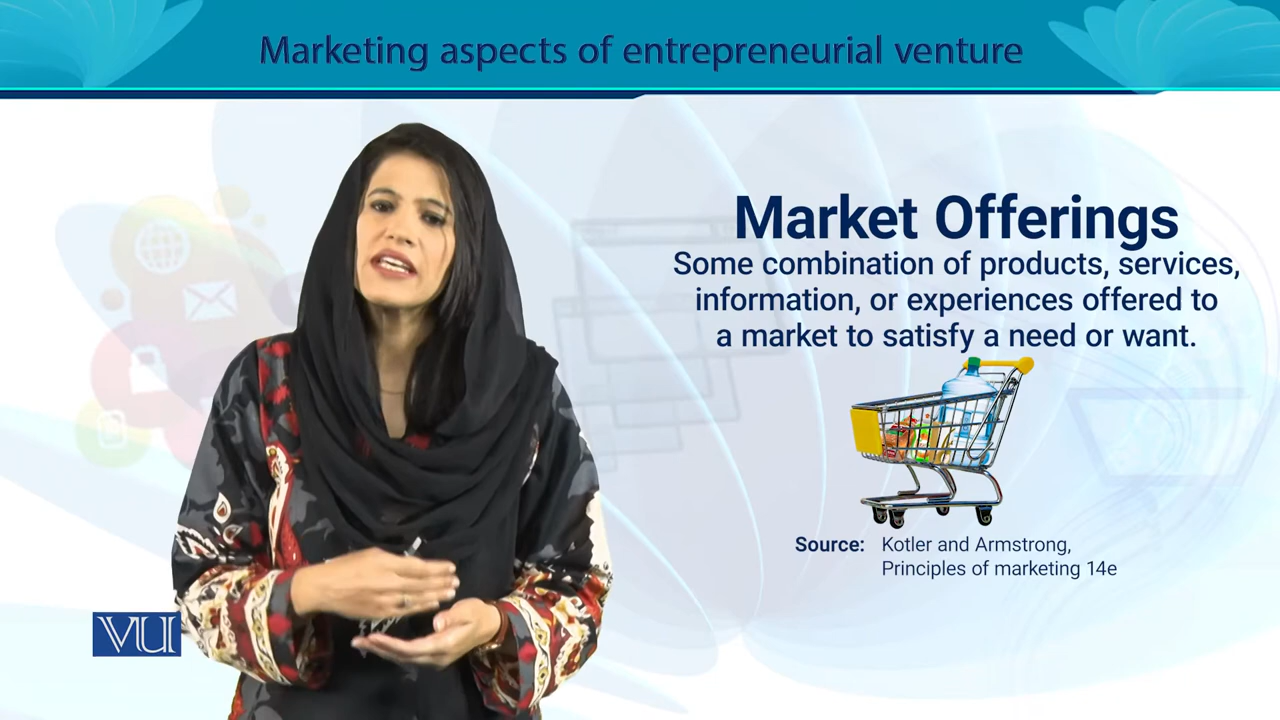 Marketing aspects of entrepreneurial venture
Market Offerings
Some combination of products, services,
information, or experiences offered to
a market to satisfy a need or want.
Source: Kotler and Armstrong,
Principles of marketing 14e
VU